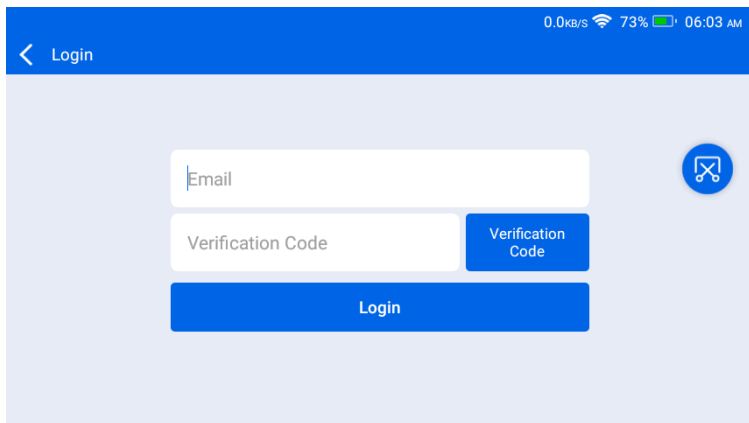 0.0KB/S 73% 06:03 AM
Login
Email
Verification Code
Verification
Code
Login